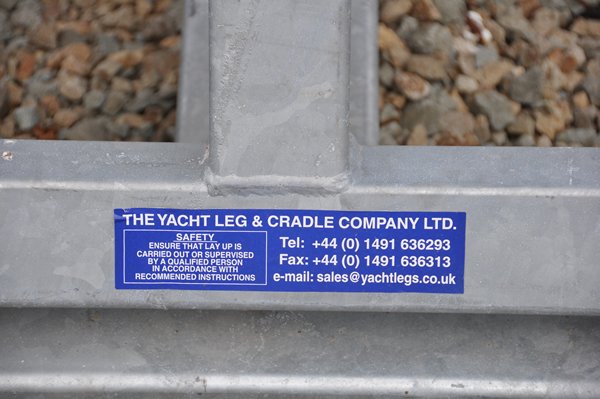 THE YACHT LEG & CRADLE COMPANY LTD.
SAFETY
ENSURE THAT LAY UP IS
CARRIED OUT OR SUPERVISED
BY A QUALIFIED PERSON
IN ACCORDANCE WITH
RECOMMENDED INSTRUCTIONS
Tel: +44 (0) 1491 636293
Fax: +44 (0) 1491 636313
e-mail: sales@yachtlegs.co.uk